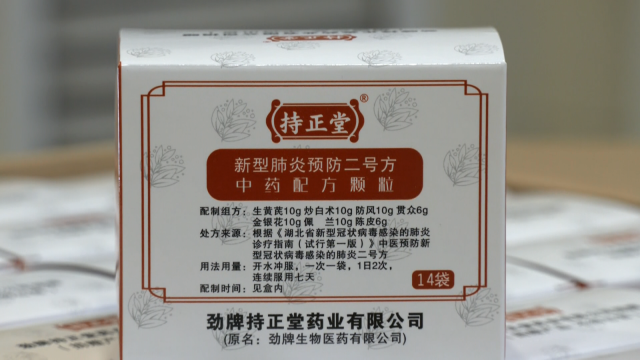 持正堂®
新型肺炎预防二号方
中药配方颗粒
配制组方：生黄芪10g 炒白术10g 防风10g 贯众6g
金银花10g 佩 兰10g 陈皮6g
处方来源：根据《湖北省新型冠状病毒感染的肺炎
诊疗指南（试行第一版）》中医预防新
型冠状病毒感染的肺炎二号方
用法用量：开水冲服，一次一袋，1日2次，
连续服用七天
配制时间：见盒内
14袋
劲牌持正堂药业有限公司
(原名：劲牌生物医药有限公司)